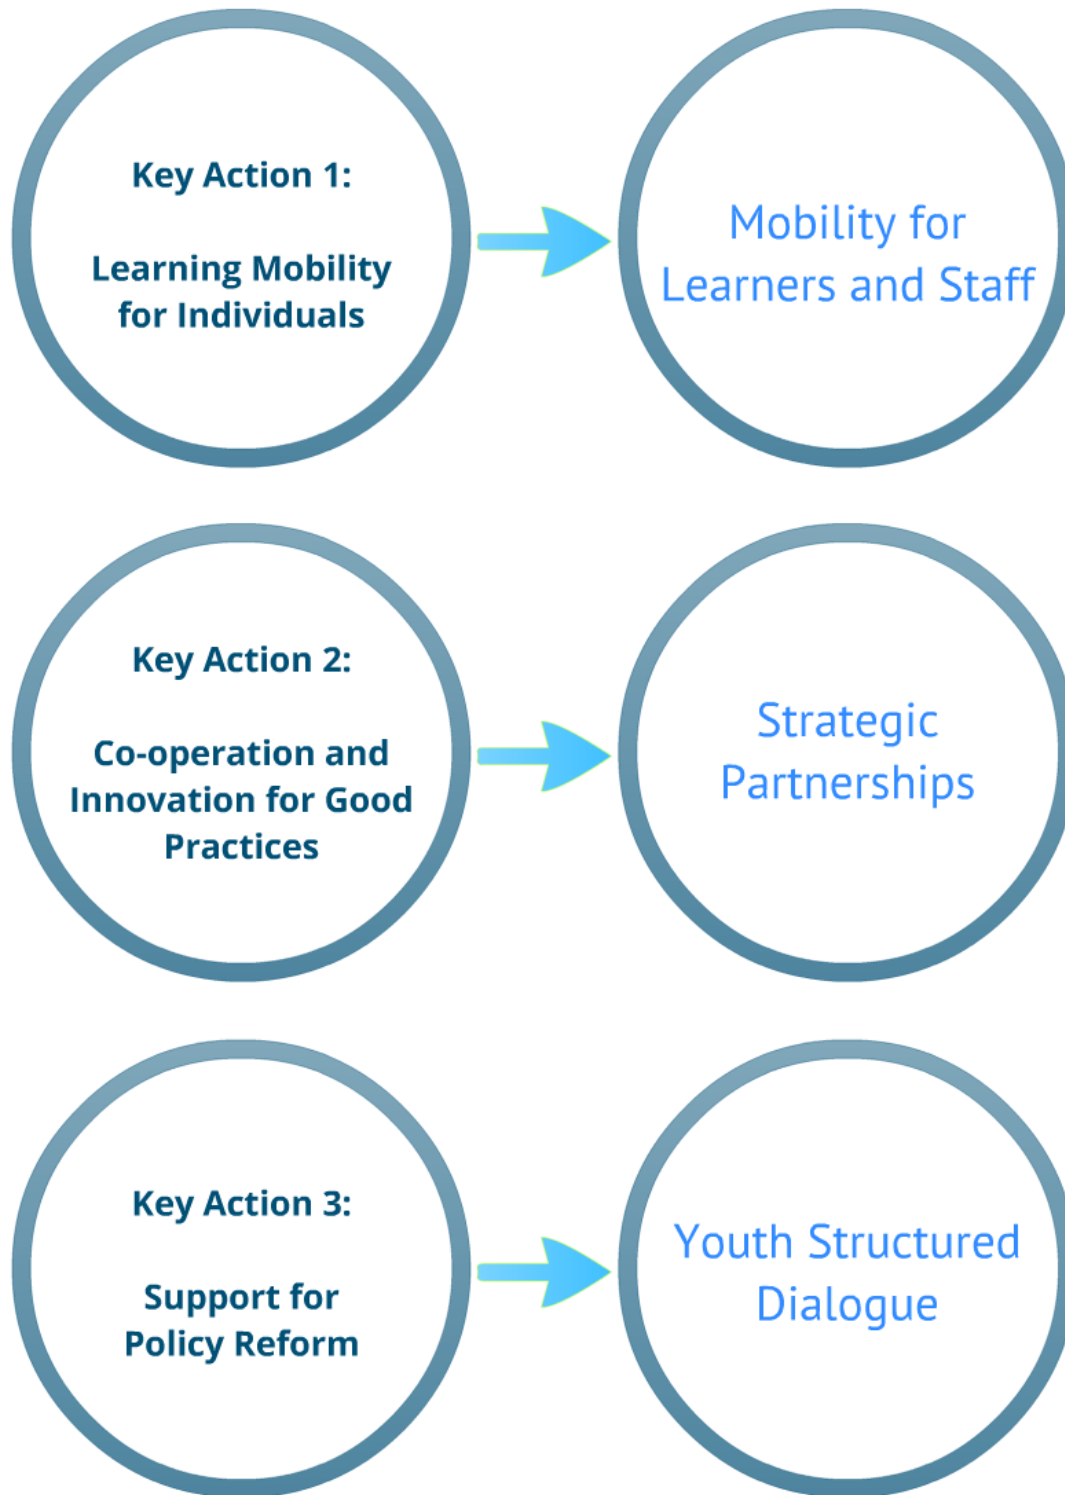 Key Action 1:
Learning Mobility
for Individuals
Mobility for
Learners and Staff
Key Action 2:
Co-operation and
Innovation for Good
Practices
Strategic
Partnerships
Key Action 3:
Support for
Policy Reform
Youth Structured
Dialogue